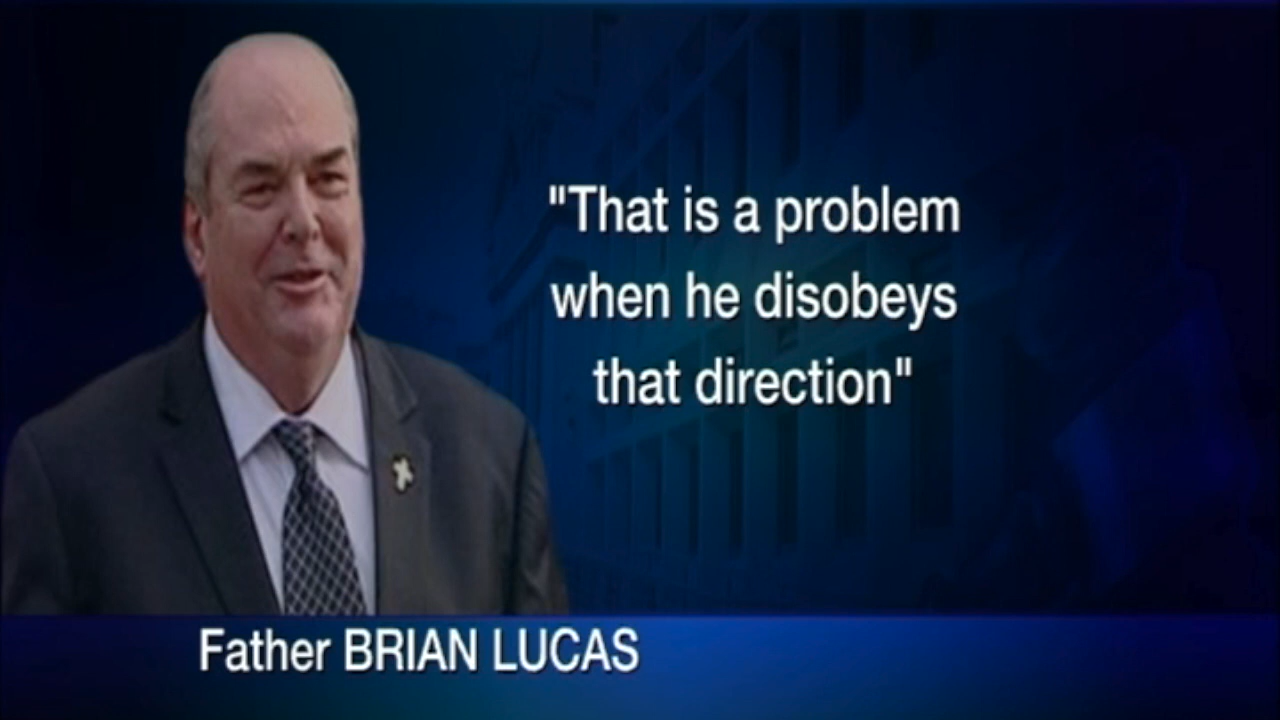 "That is a problem
when he disobeys
that direction"
Father BRIAN LUCAS